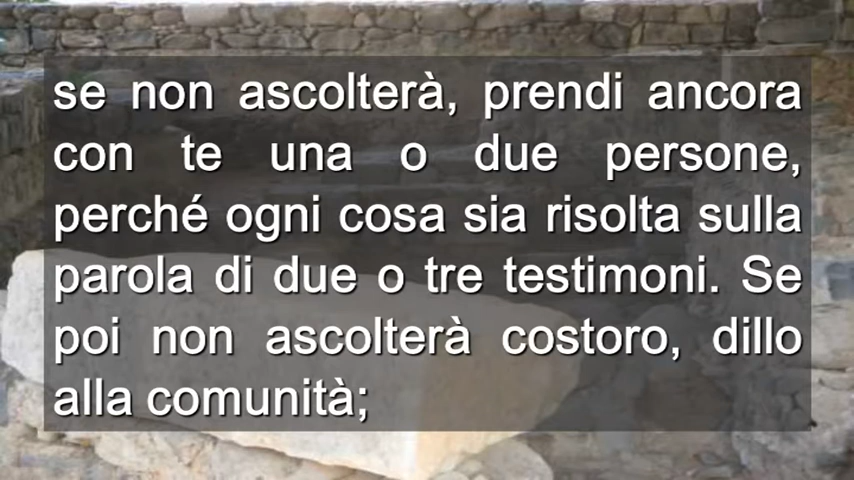 se non ascolterà, prendi ancora
con te una o due persone,
perché ogni cosa sia risolta sulla
parola di due o tre testimoni. Se
poi non ascolterà costoro, dillo
alla comunità;